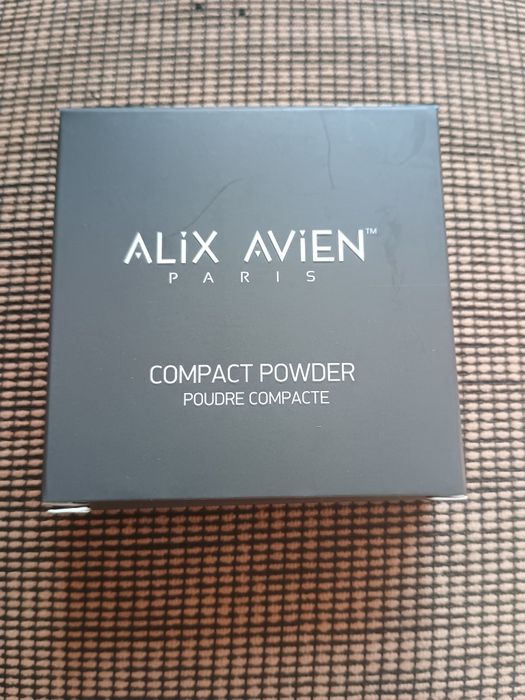 ALiX AViEN™
PARIS
COMPACT POWDER
POUDRE COMPACTE